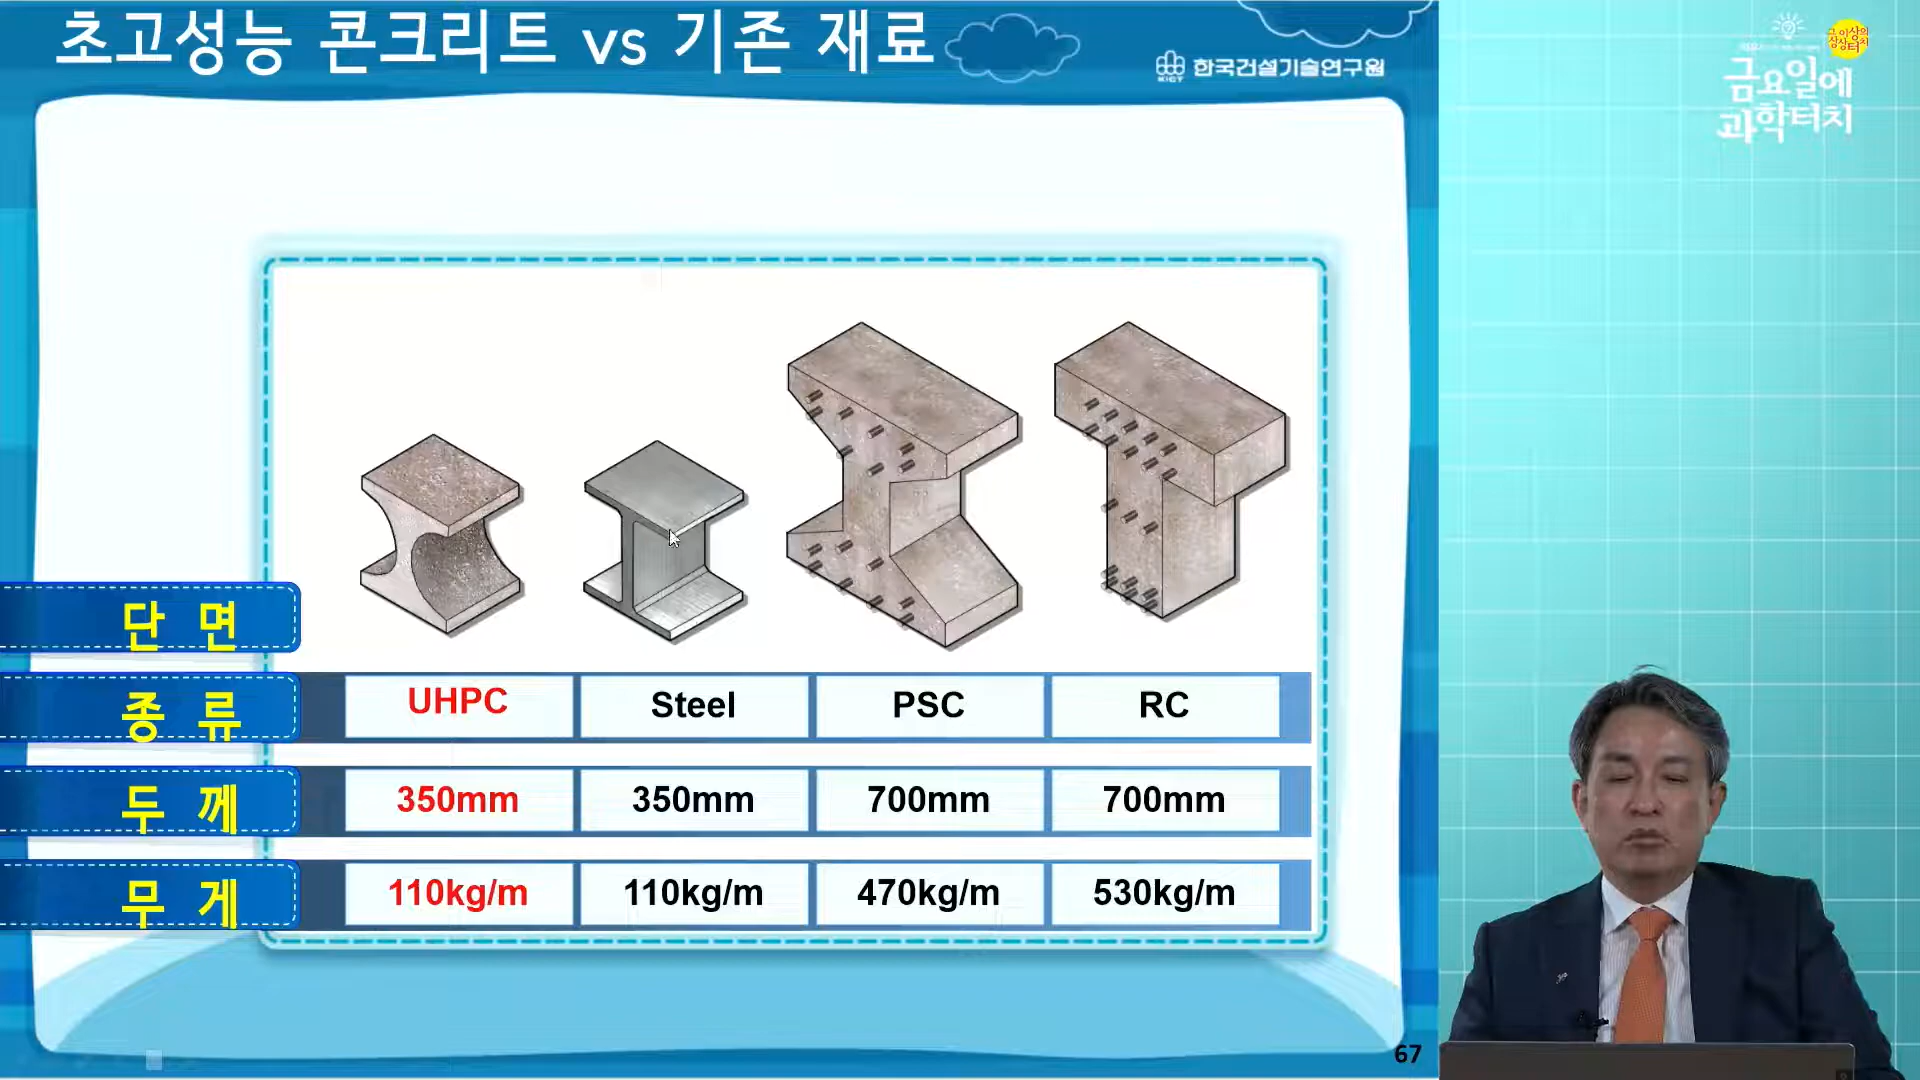 초고성능 콘크리트 vs 기존 재료
KICT 한국건설기술연구원
금요일에
과학터치
단 면
종 류 UHPC Steel PSC RC
두 께 350mm 350mm 700mm 700mm
무 게 110kg/m 110kg/m 470kg/m 530kg/m
67